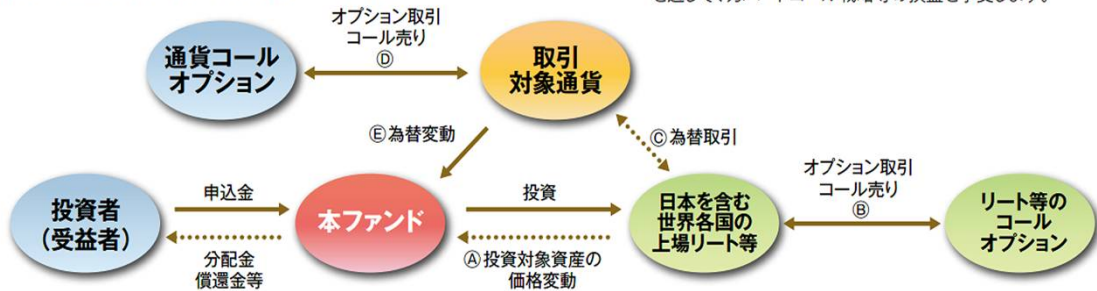 オプション取引
コール売り
Ⓓ
通貨コール
オプション
取引
対象通貨
Ⓔ為替変動
Ⓒ為替取引
オプション取引
コール売り
Ⓑ
投資者
(受益者)
申込金
分配金
償還金等
本ファンド
投資
Ⓐ投資対象資産の
価格変動
日本を含む
世界各国の
上場リート等
リート等の
コール
オプション